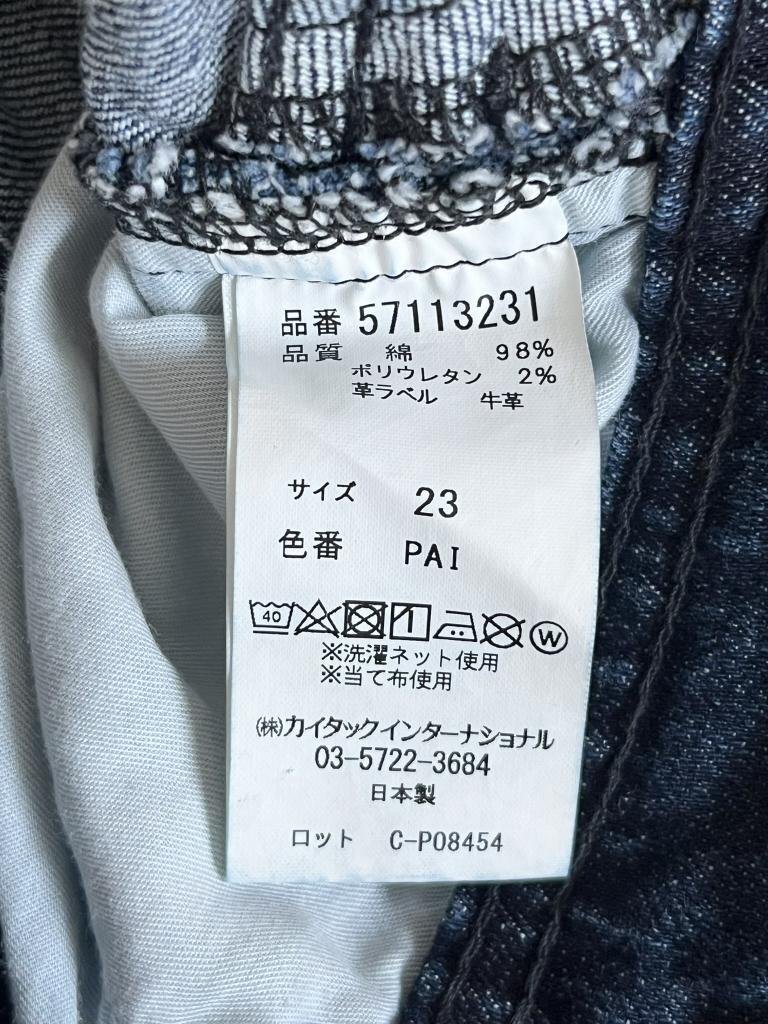 品番 57113231
品質 綿 98%
ポリウレタン 2%
革ラベル 牛革
サイズ 23
色番 PAI
40 W
※洗濯ネット使用
※当て布使用
㈱カイタックインターナショナル
03-5722-3684
日本製
ロット C-P08454